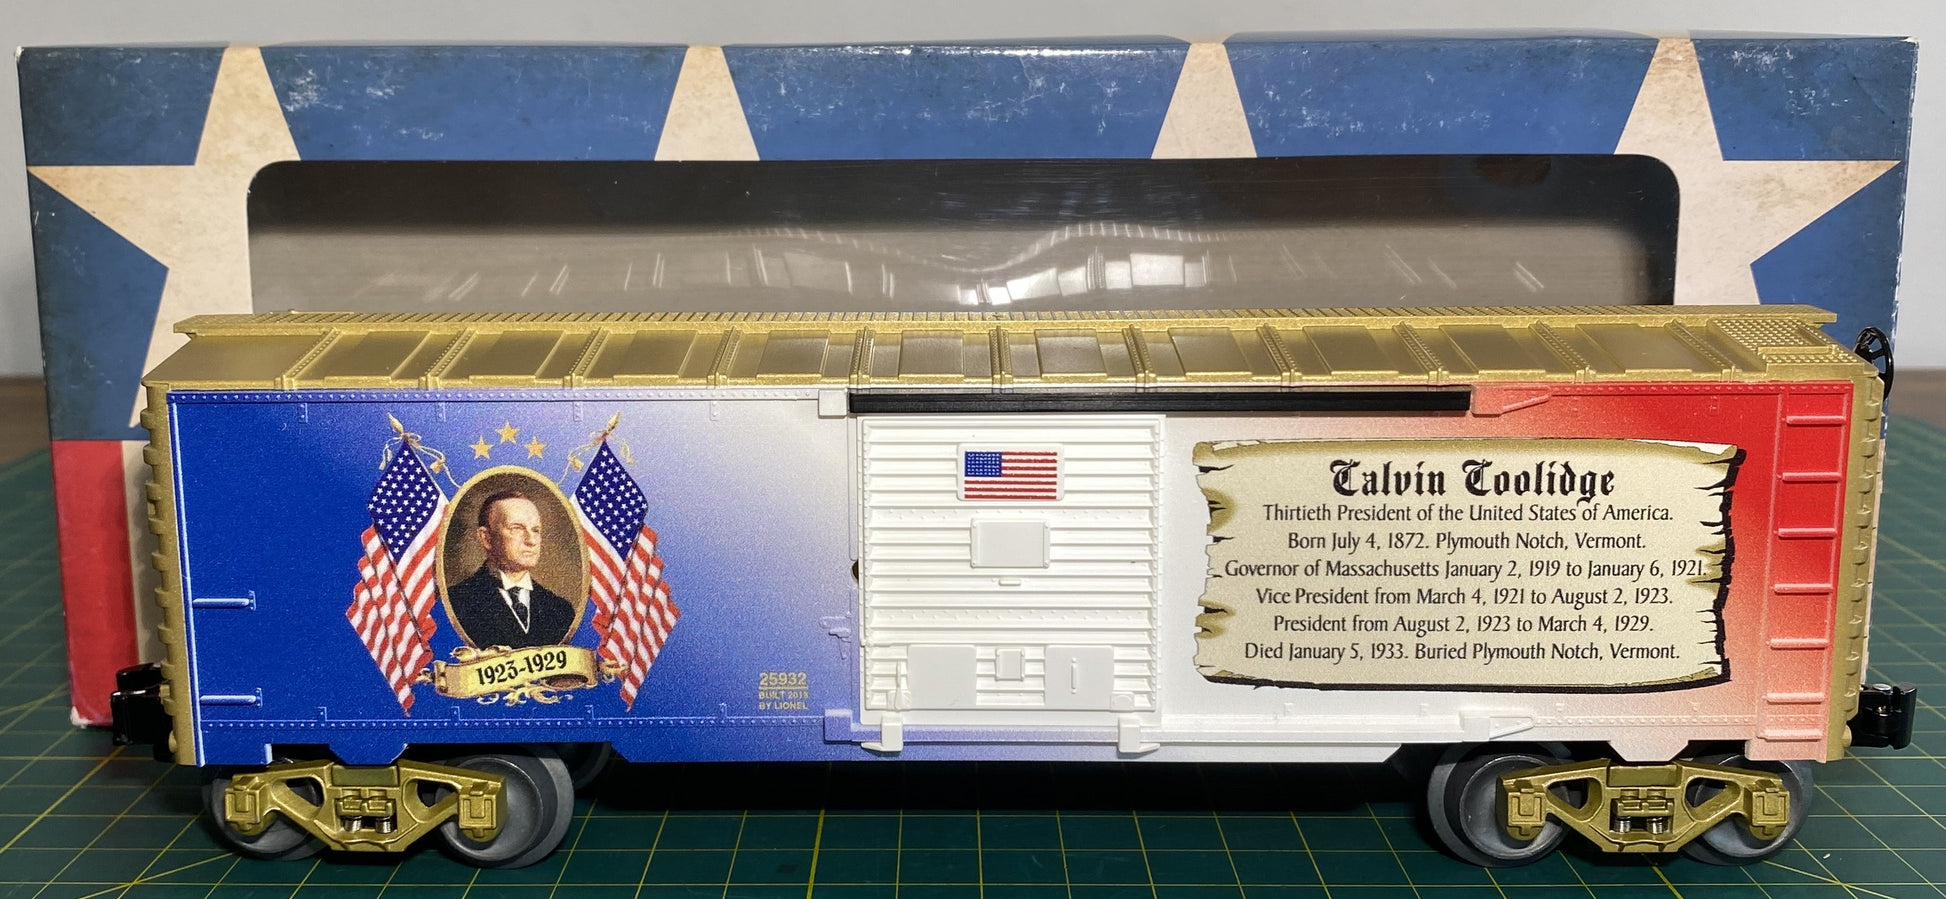 1923-1929
25932
BUILT 2013
BY LIONEL
Calvin Coolidge
Thirtieth President of the United States of America.
Born July 4, 1872. Plymouth Notch, Vermont.
Governor of Massachusetts January 2, 1919 to January 6, 1921.
Vice President from March 4, 1921 to August 2, 1923.
President from August 2, 1923 to March 4, 1929.
Died January 5, 1933. Buried Plymouth Notch, Vermont.